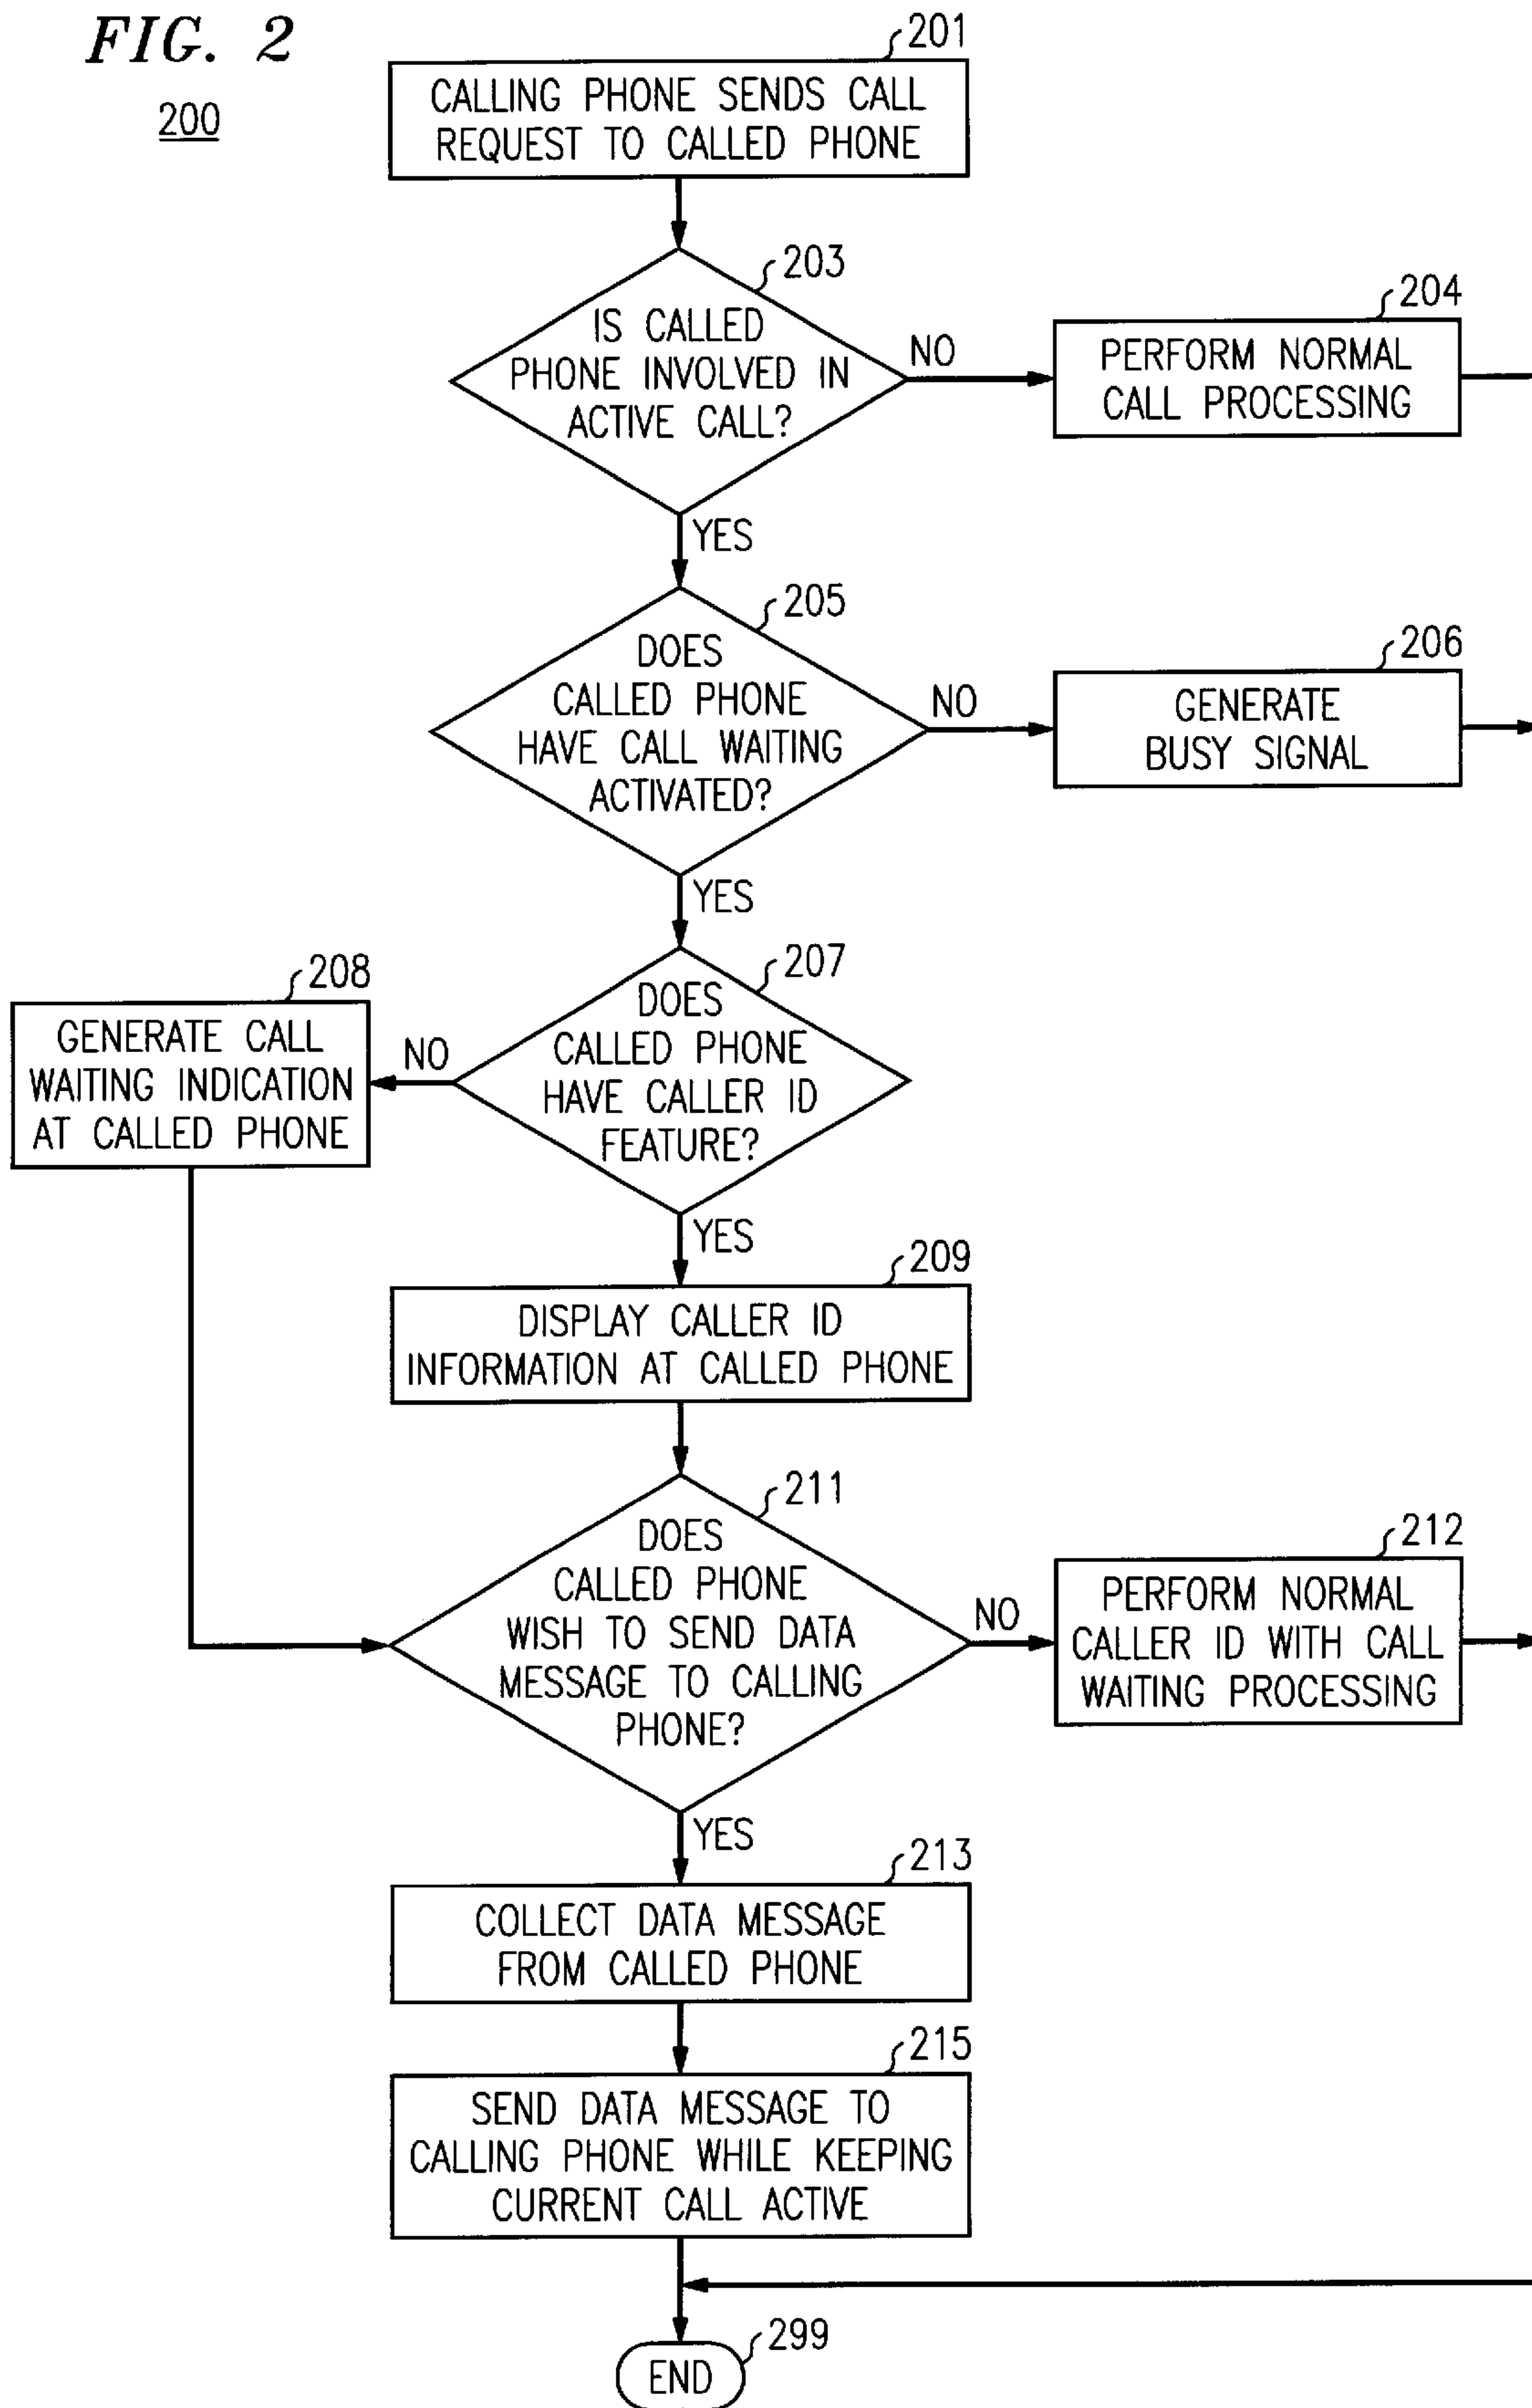 FIG. 2
200
201
CALLING PHONE SENDS CALL
REQUEST TO CALLED PHONE
203
IS CALLED
PHONE INVOLVED IN
ACTIVE CALL?
NO
204
PERFORM NORMAL
CALL PROCESSING
YES
205
DOES
CALLED PHONE
HAVE CALL WAITING
ACTIVATED?
NO
206
GENERATE
BUSY SIGNAL
YES
207
DOES
CALLED PHONE
HAVE CALLER ID
FEATURE?
NO
208
GENERATE CALL
WAITING INDICATION
AT CALLED PHONE
YES
209
DISPLAY CALLER ID
INFORMATION AT CALLED PHONE
211
DOES
CALLED PHONE
WISH TO SEND DATA
MESSAGE TO CALLING
PHONE?
NO
212
PERFORM NORMAL
CALLER ID WITH CALL
WAITING PROCESSING
YES
213
COLLECT DATA MESSAGE
FROM CALLED PHONE
215
SEND DATA MESSAGE TO
CALLING PHONE WHILE KEEPING
CURRENT CALL ACTIVE
299
END